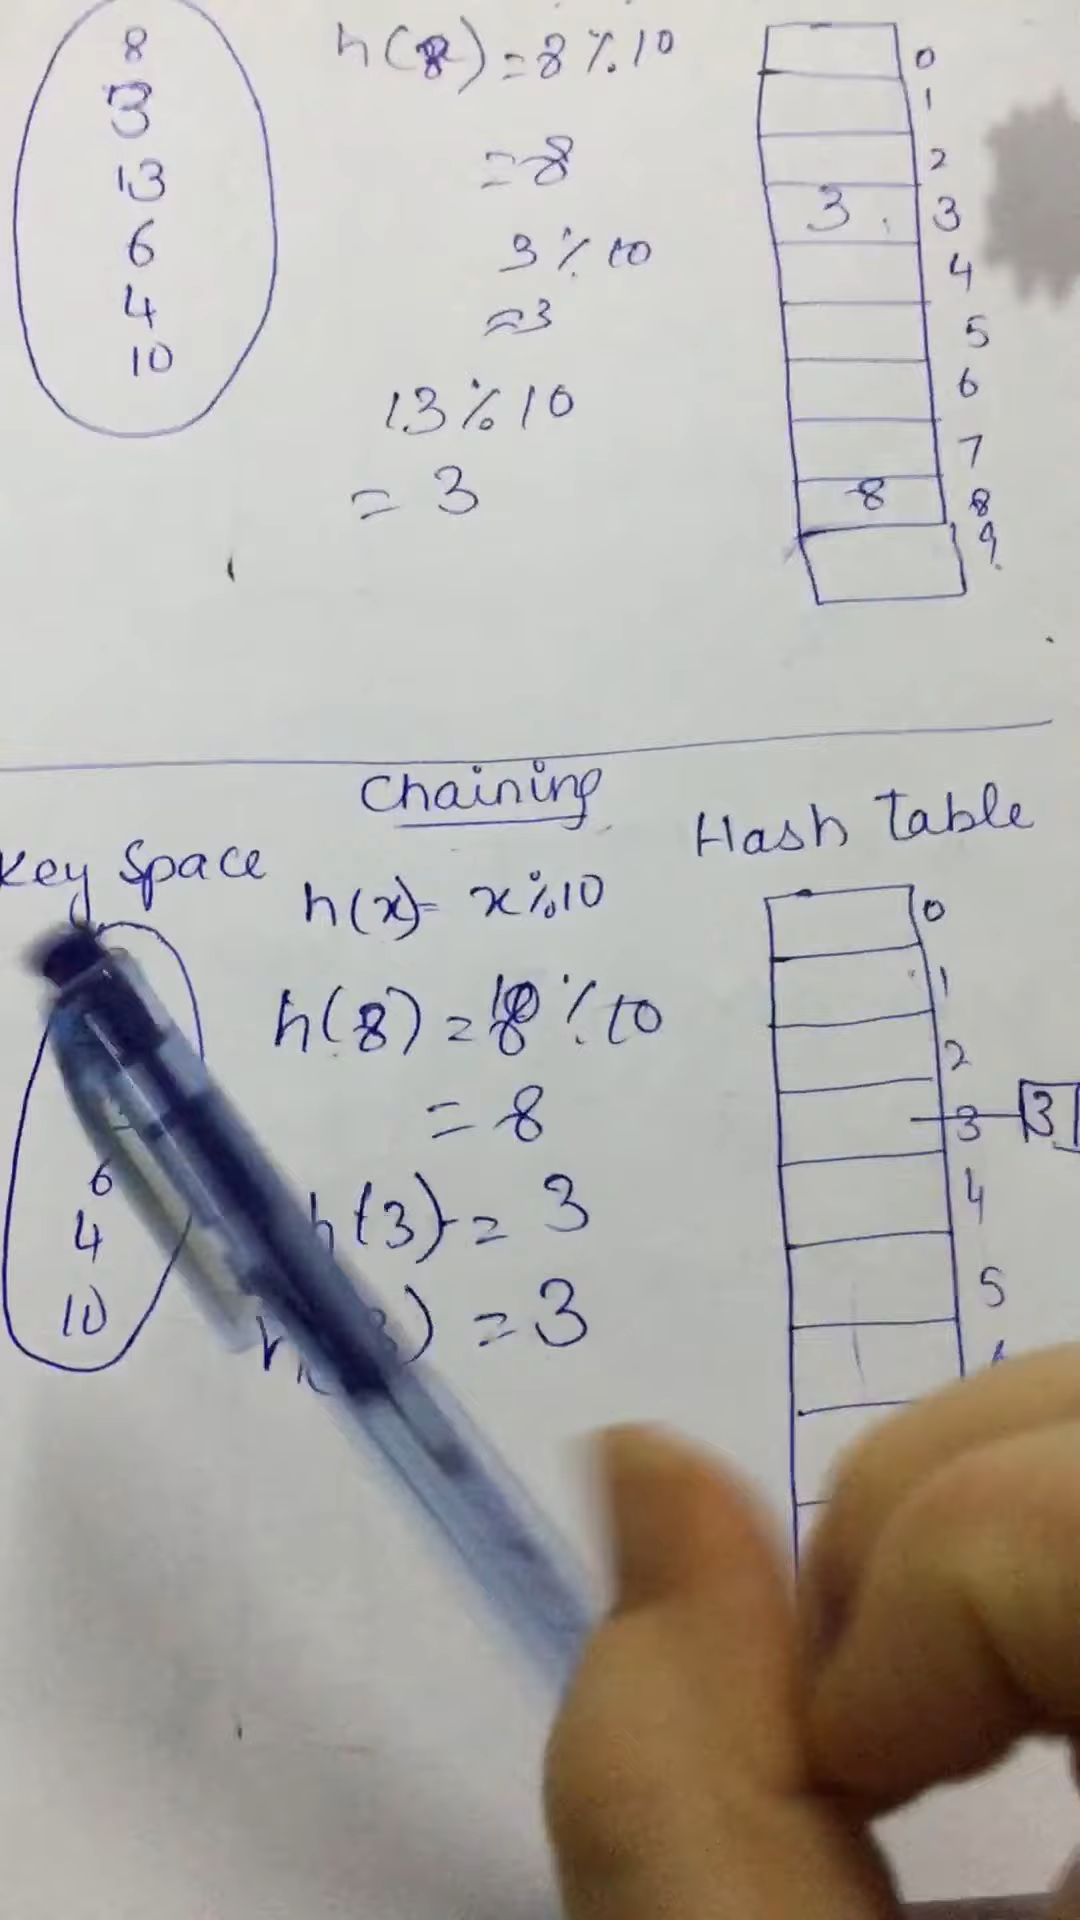 8
3
13
6
4
10
h(8) = 8 % 10
= 8
3 % 10
= 3
13 % 10
= 3
0
1
2
3 3
4
5
6
7
8 8
9
Chaining
Key Space
Hash Table
h(x) = x % 10
h(8) = 8 % 10
= 8
h(3) = 3
3) = 3
6
4
10
0
1
2
3 3
4
5